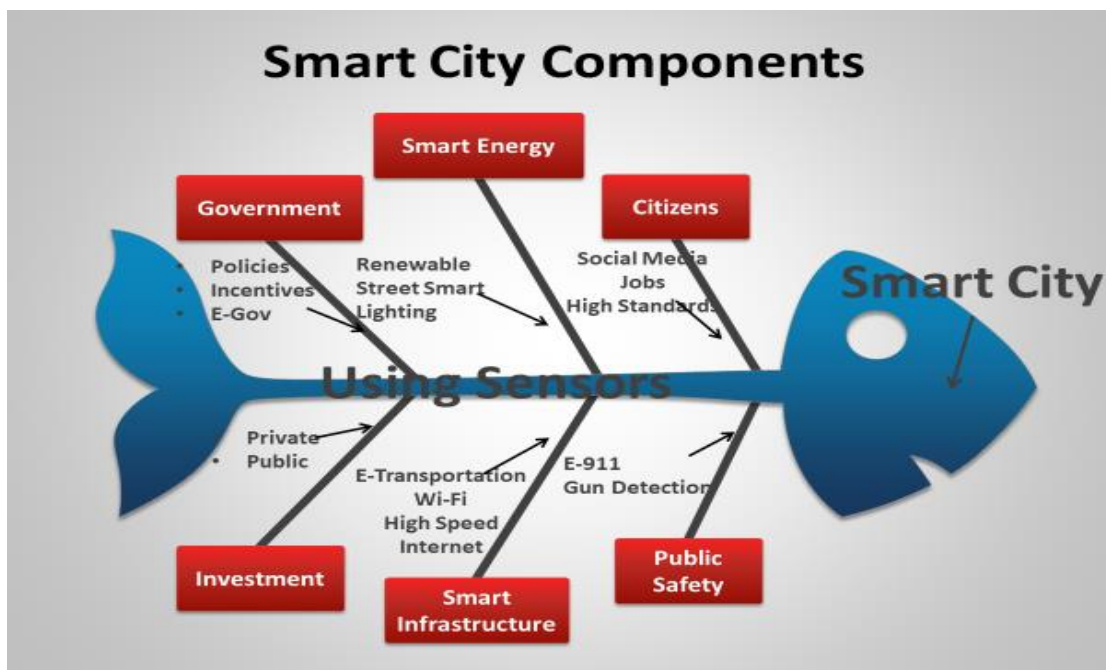 Smart City Components
Smart Energy
Government
Citizens
• Policies
• Incentives
• E-Gov
Renewable
Street Smart
Lighting
Social Media
Jobs
High Standards
Smart City
Using Sensors
Private
• Public
E-Transportation
Wi-Fi
High Speed
Internet
E-911
Gun Detection
Investment
Smart
Infrastructure
Public
Safety